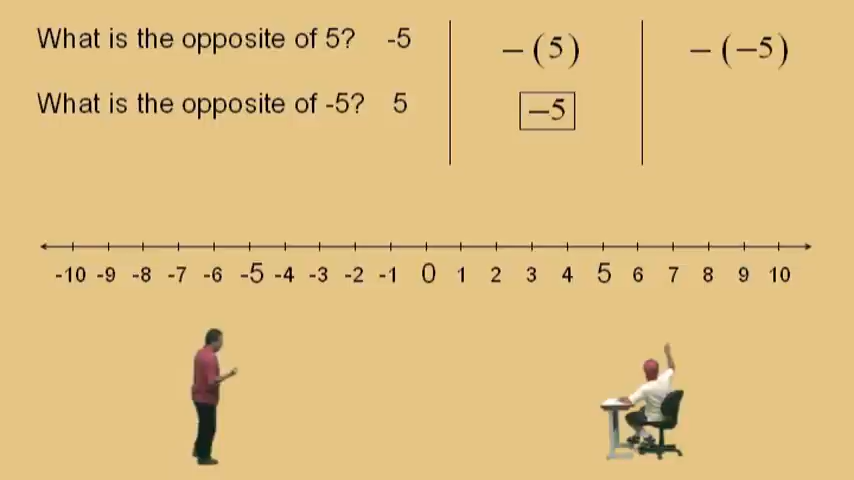 What is the opposite of 5? -5
What is the opposite of -5? 5
−(5)
−5
−(−5)
-10 -9 -8 -7 -6 -5 -4 -3 -2 -1 0 1 2 3 4 5 6 7 8 9 10